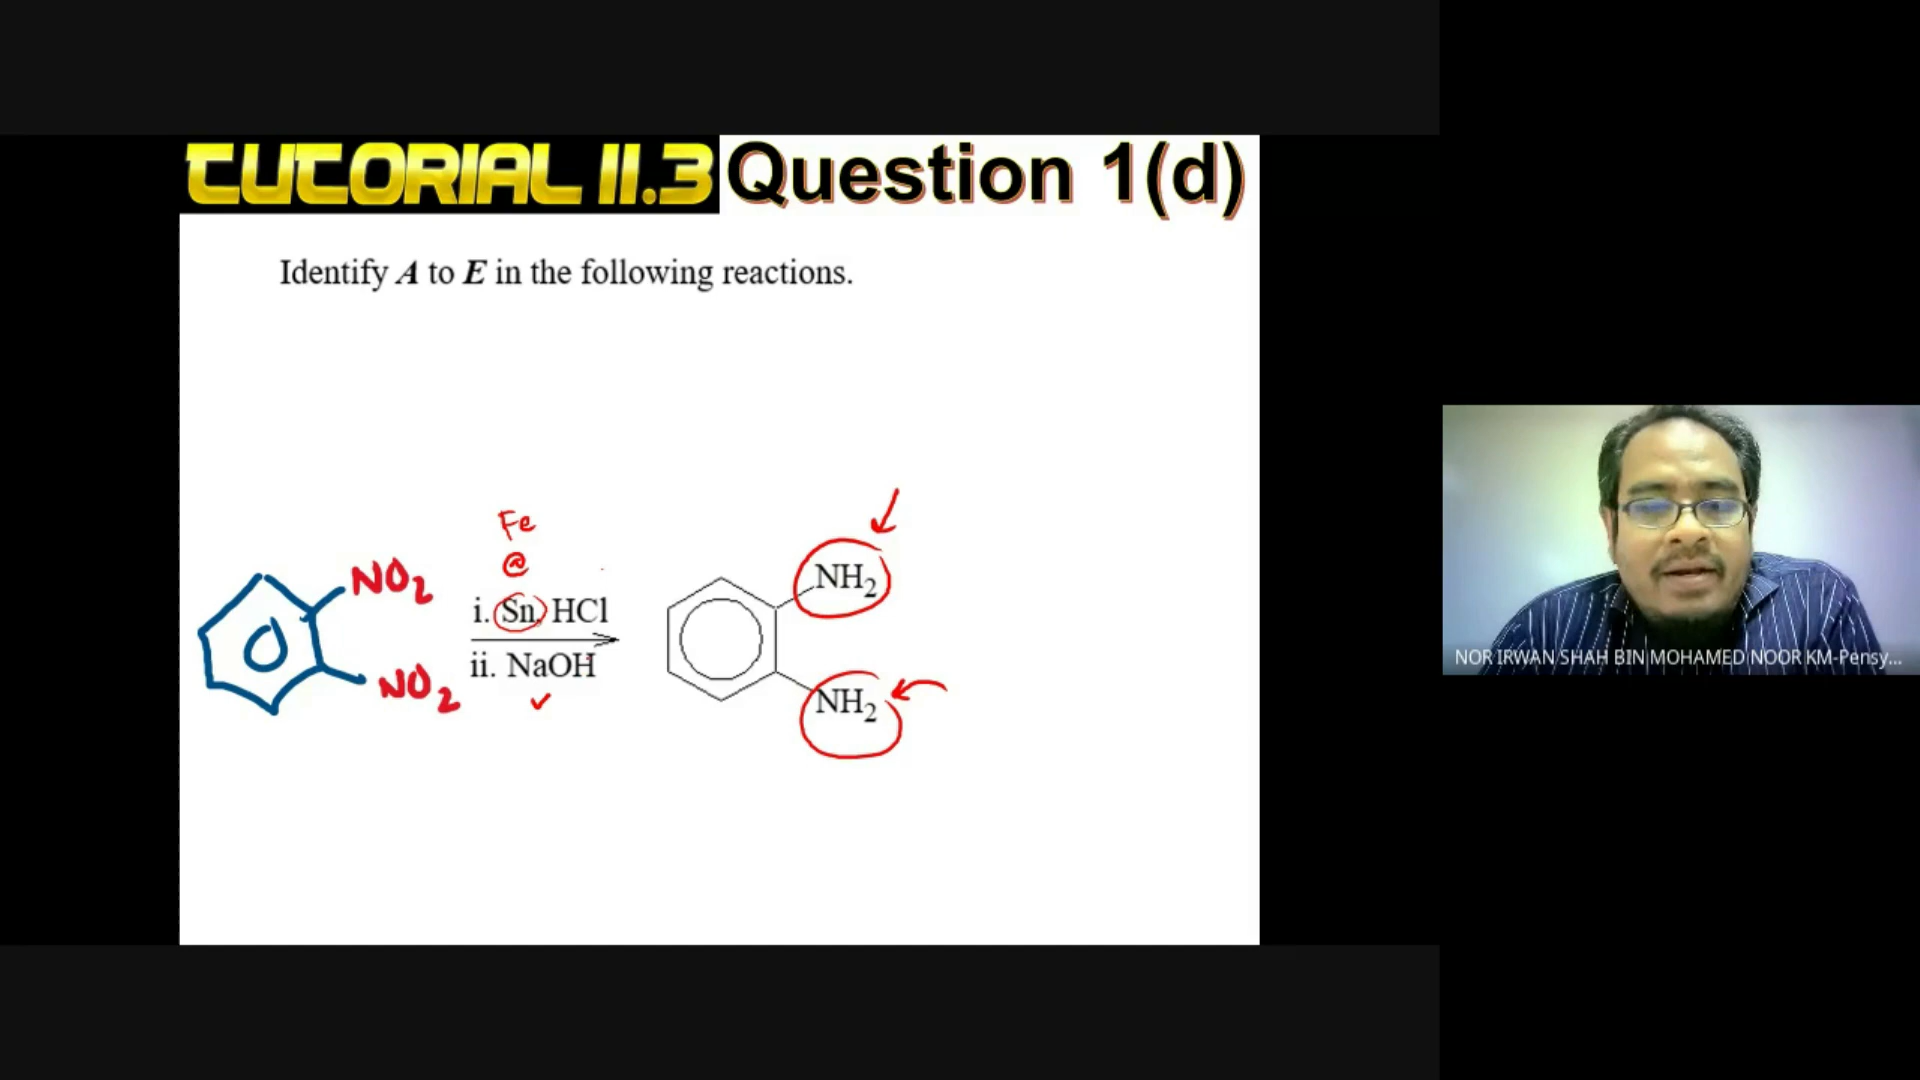 TUTORIAL 11.3 Question 1(d)
Identify A to E in the following reactions.
Fe
@
NO2
i. Sn, HCl
NH2
ii. NaOH
NO2
NH2
NOR IRWAN SHAH BIN MOHAMED NOOR KM-Pensy...